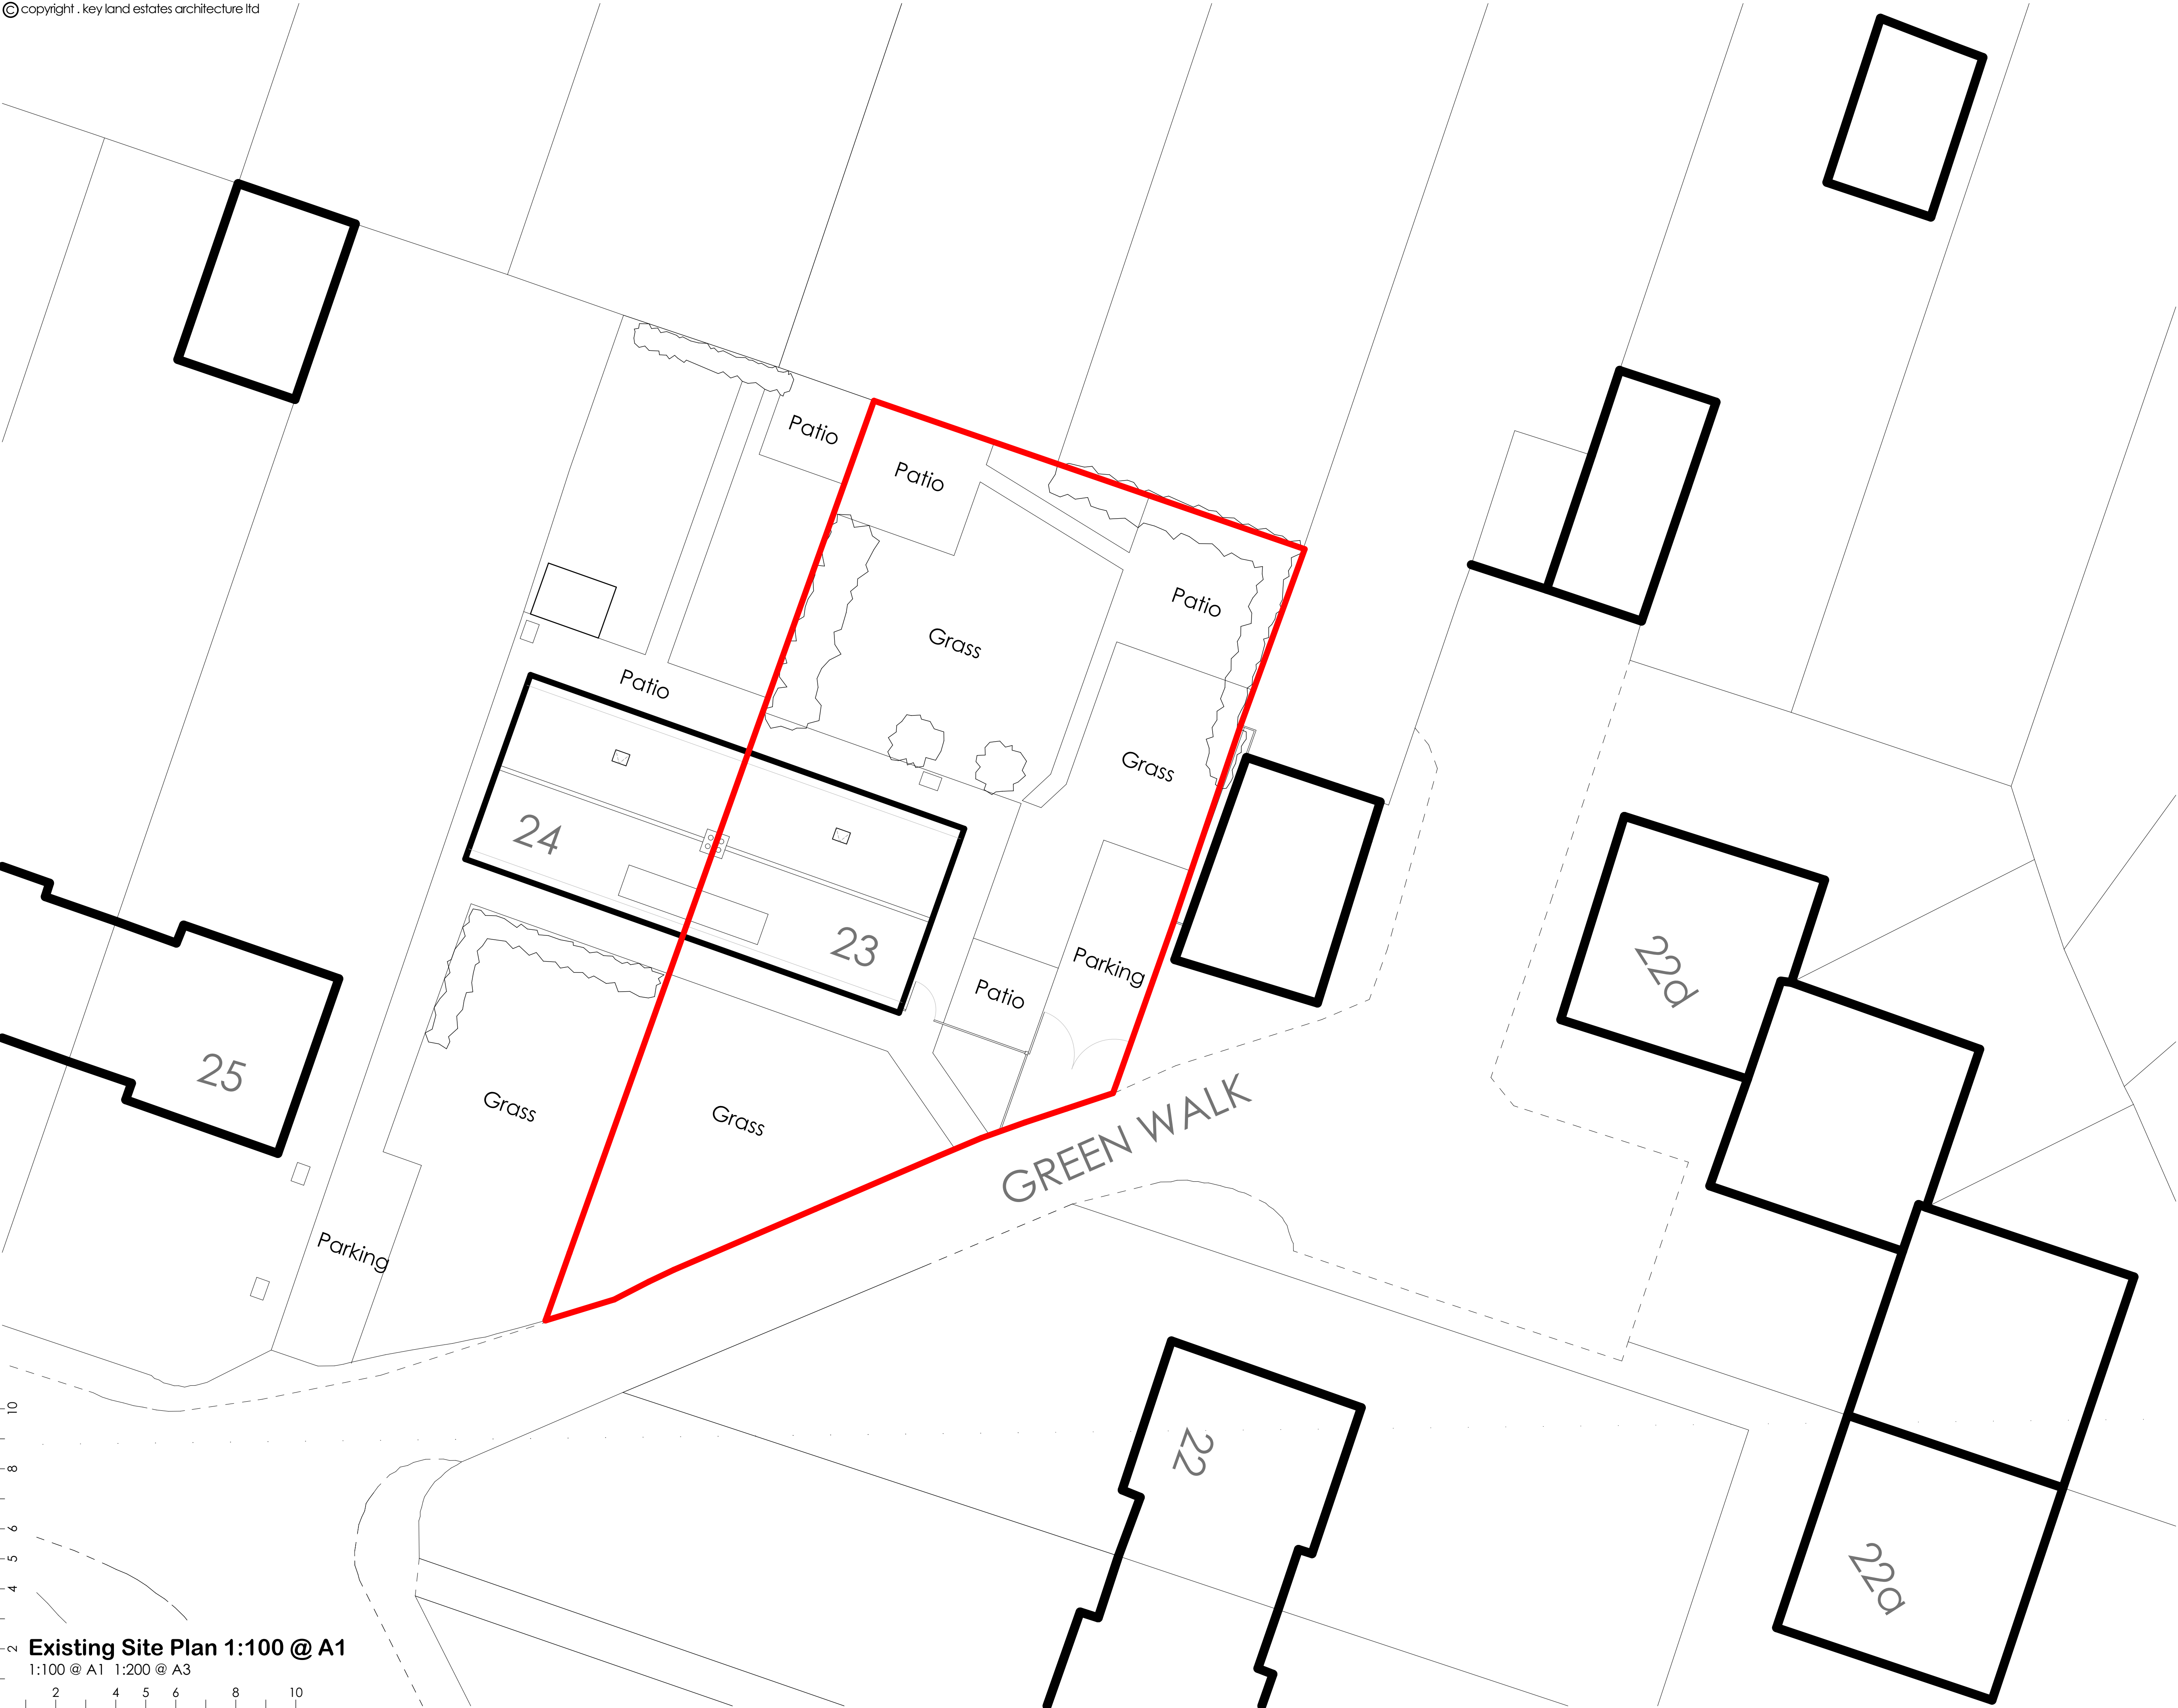 © copyright . key land estates architecture ltd
Patio
Patio
Patio
Grass
Patio
Grass
24
23
Parking
Patio
25
Grass
Grass
GREEN WALK
22d
Parking
22
22a
10
8
6
5
4
2
Existing Site Plan 1:100 @ A1
1:100 @ A1 1:200 @ A3
2 4 5 6 8 10